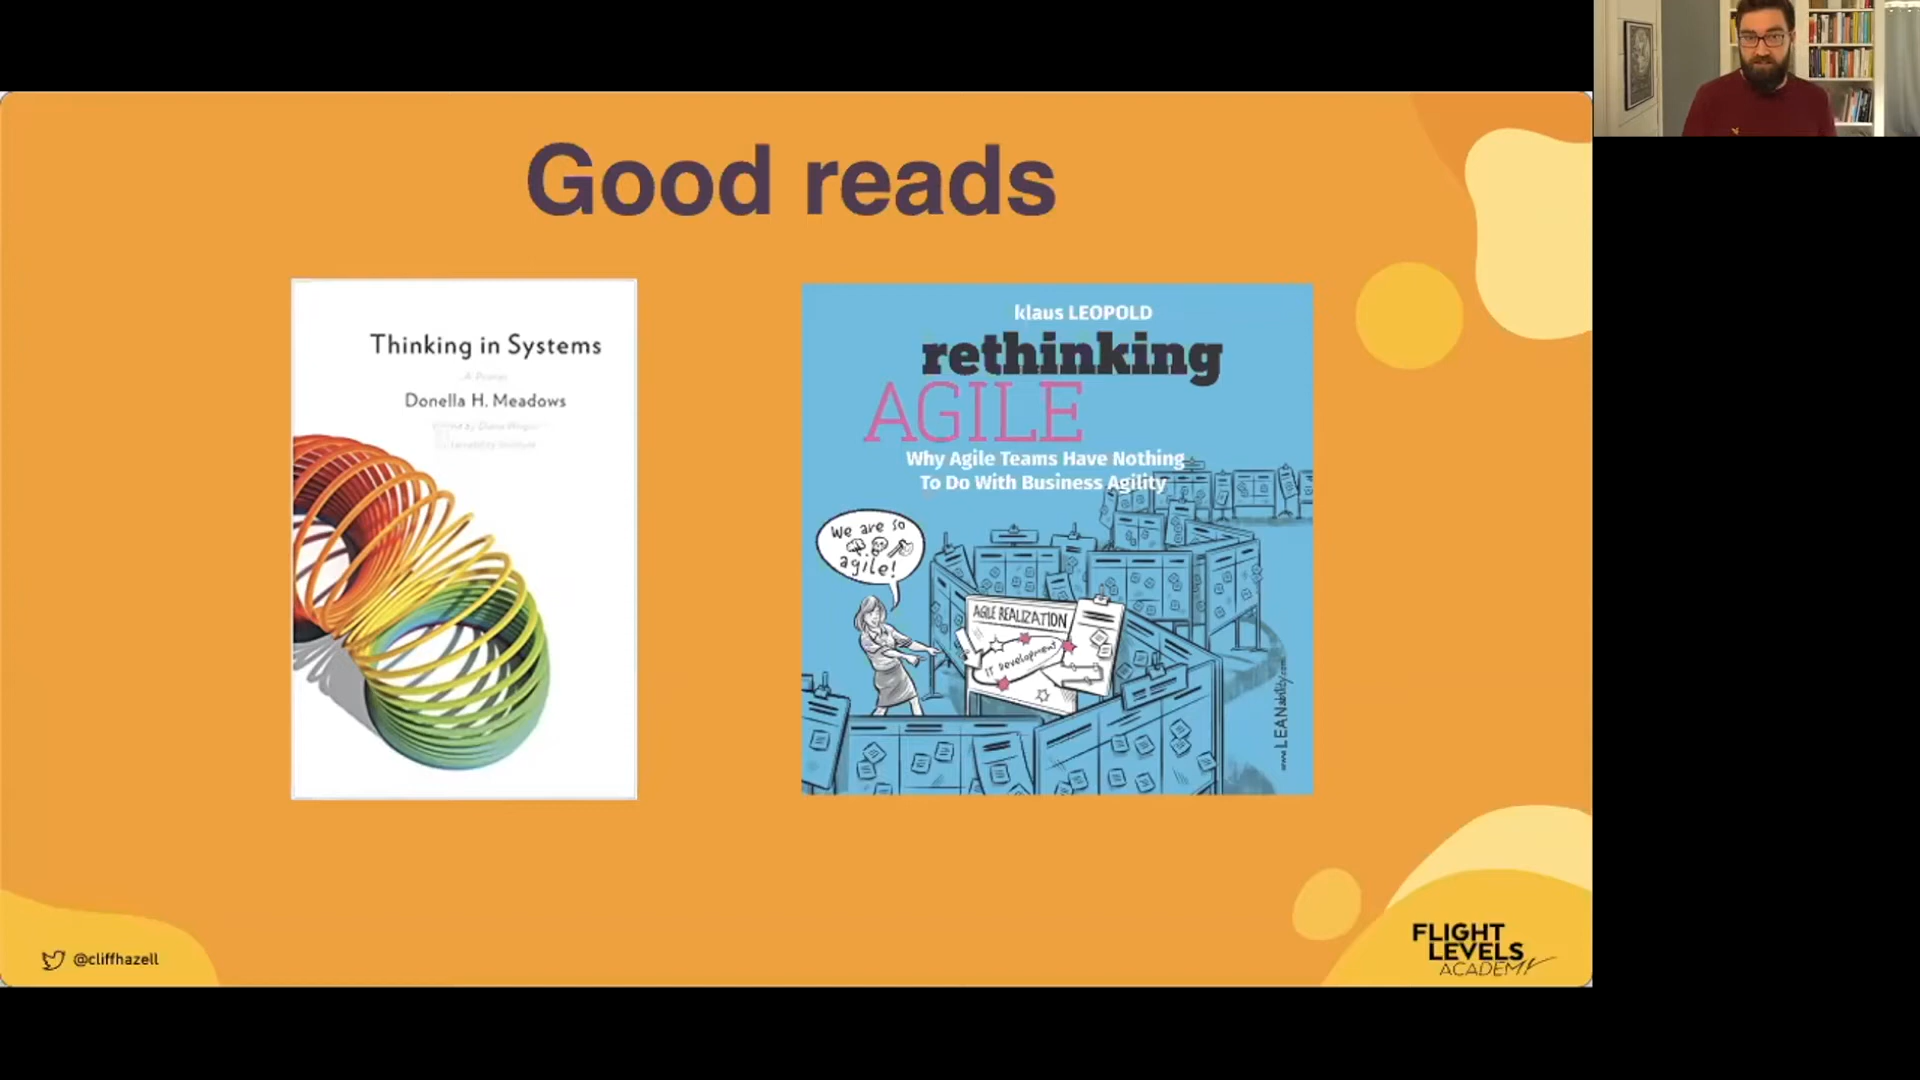 Good reads
Thinking in Systems
A Primer
Donella H. Meadows
klaus LEOPOLD
rethinking
AGILE
Why Agile Teams Have Nothing
To Do With Business Agility
We are so
agile!
AGILE REALIZATION
IT Development
www.LEANability.com
@cliffhazell
FLIGHT
LEVELS
ACADEMY